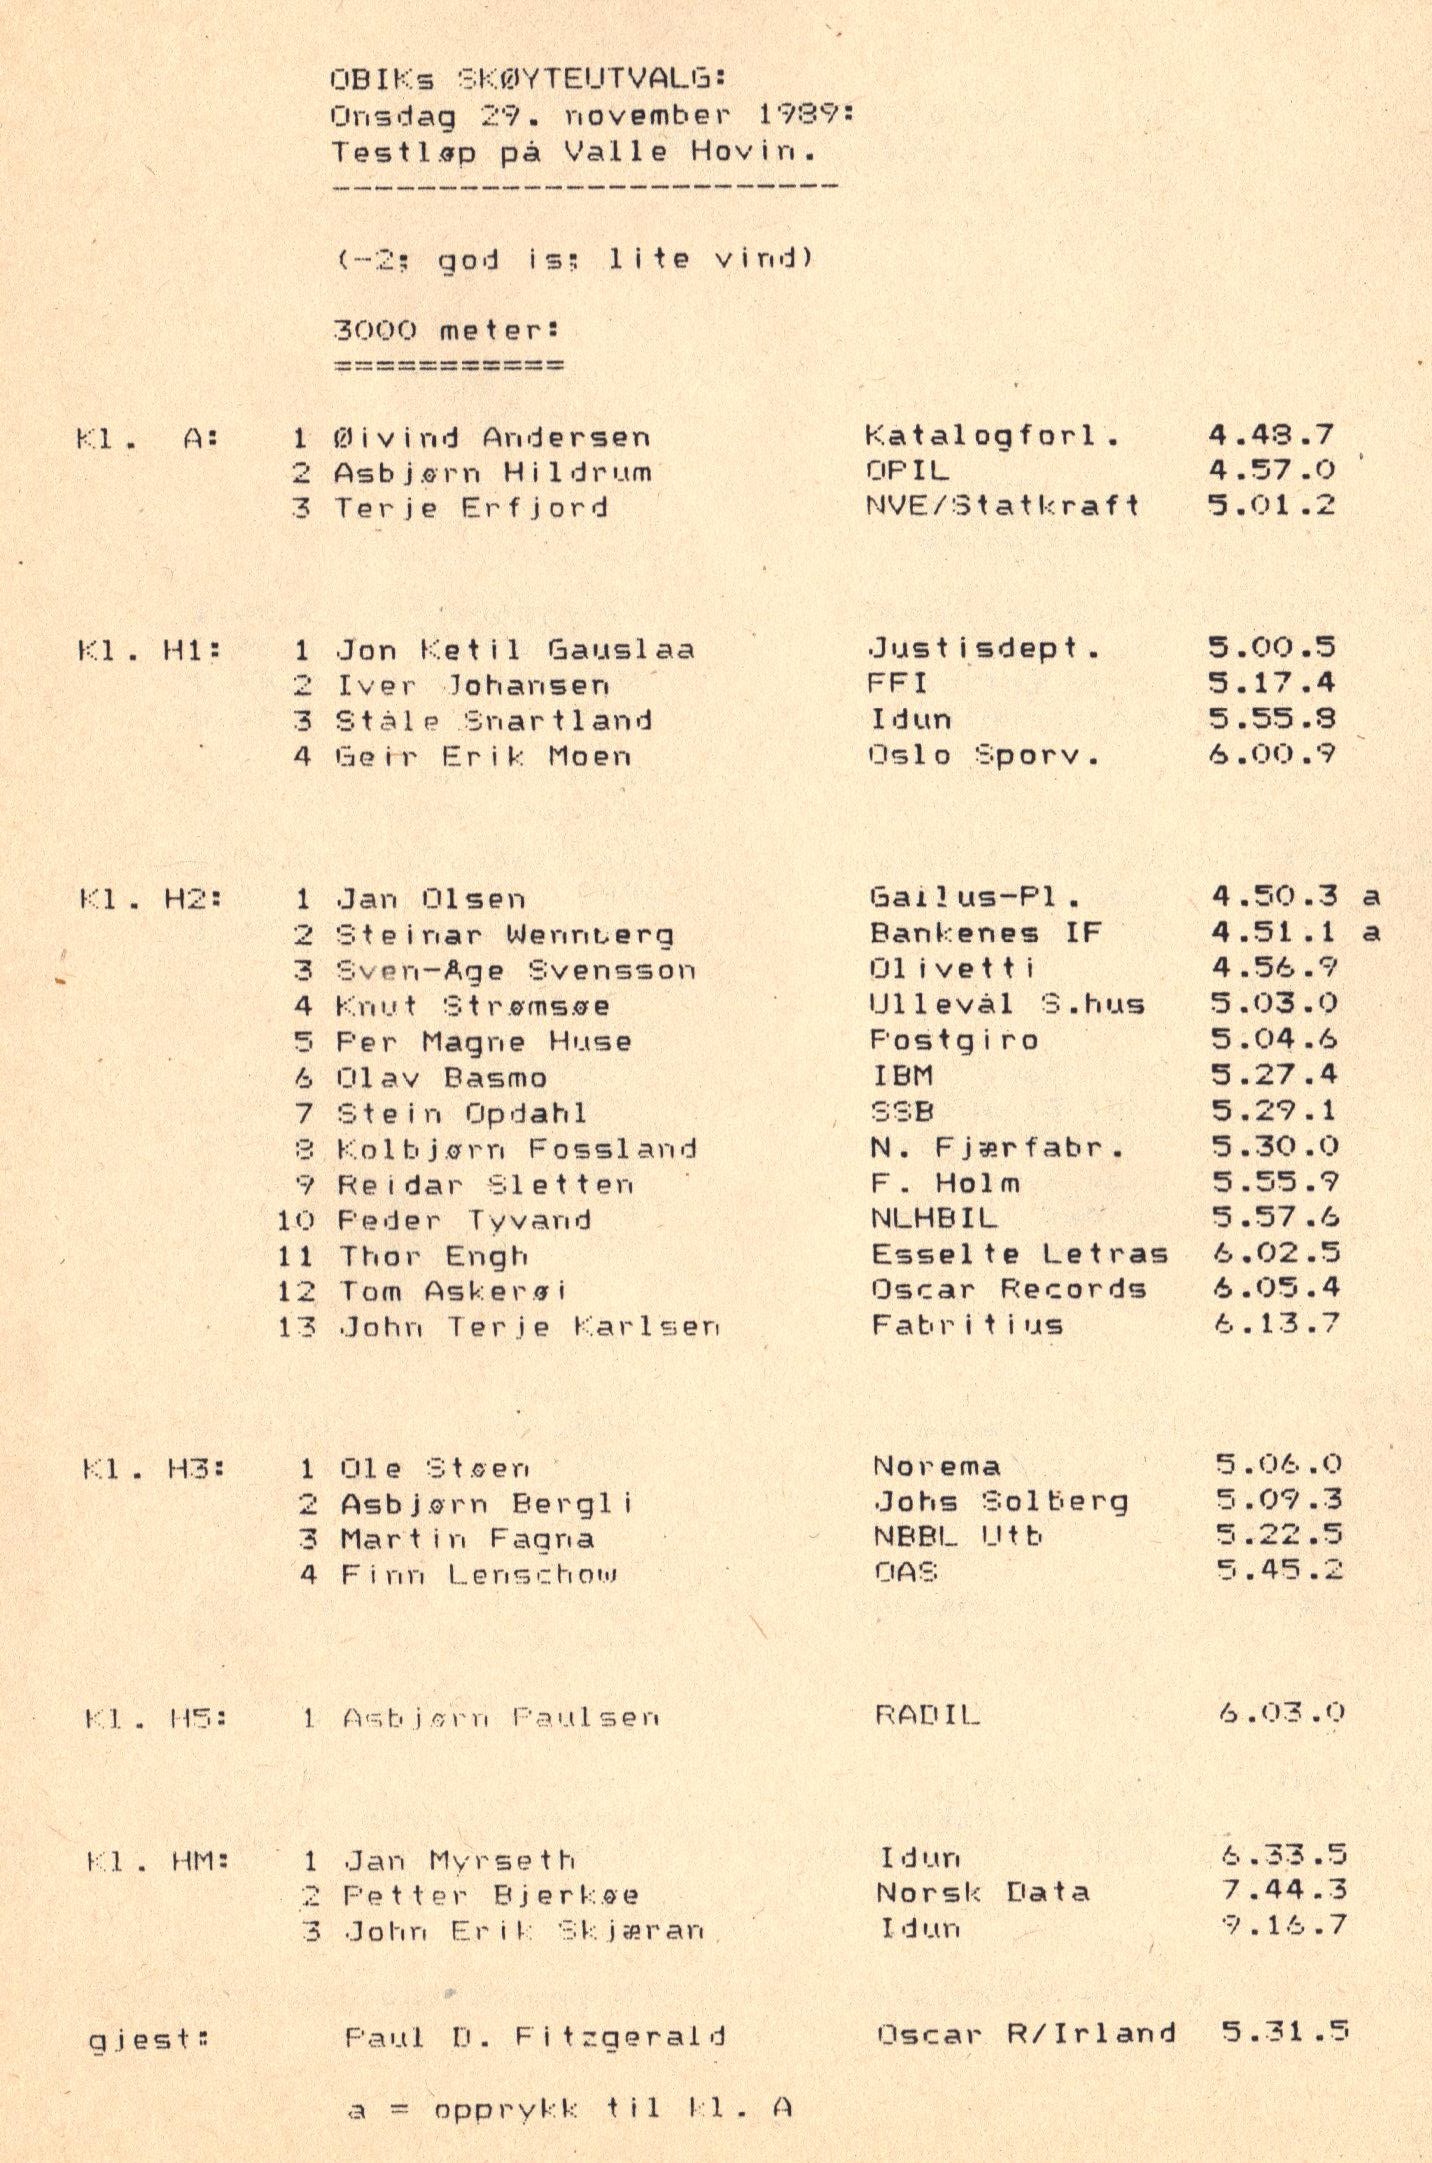 OBIKs SKØYTEUTVALG:
Onsdag 29. november 1989:
Testløp på Valle Hovin.
------------------------
(-2; god is; lite vind)
3000 meter:
===========
Kl. A: 1 Øivind Andersen Katalogforl. 4.48.7
2 Asbjørn Hildrum OPIL 4.57.0
3 Terje Erfjord NVE/Statkraft 5.01.2
Kl. H1: 1 Jon Ketil Gauslaa Justisdept. 5.00.5
2 Iver Johansen FFI 5.17.4
3 Ståle Snartland Idun 5.55.8
4 Geir Erik Moen Oslo Sporv. 6.00.9
Kl. H2: 1 Jan Olsen Gailus-Pl. 4.50.3 a
2 Steinar Wennberg Bankenes IF 4.51.1 a
3 Sven-Åge Svensson Olivetti 4.56.9
4 Knut Strømsøe Ullevål S.hus 5.03.0
5 Per Magne Huse Postgiro 5.04.6
6 Olav Basmo IBM 5.27.4
7 Stein Opdahl SSB 5.29.1
8 Kolbjørn Fossland N. Fjærfabr. 5.30.0
9 Reidar Sletten F. Holm 5.55.9
10 Peder Tyvand NLHBIL 5.57.6
11 Thor Engh Esselte Letras 6.02.5
12 Tom Askerøi Oscar Records 6.05.4
13 John Terje Karlsen Fabritius 6.13.7
Kl. H3: 1 Ole Støen Norema 5.06.0
2 Asbjørn Bergli Johs Solberg 5.09.3
3 Martin Fagna NBBL Utb 5.22.5
4 Finn Lenschow OAS 5.45.2
Kl. H5: 1 Asbjørn Paulsen RADIL 6.03.0
Kl. HM: 1 Jan Myrseth Idun 6.33.5
2 Petter Bjerkøe Norsk Data 7.44.3
3 John Erik Skjæran Idun 9.16.7
gjest: Paul D. Fitzgerald Oscar R/Irland 5.31.5
a = opprykk til kl. A